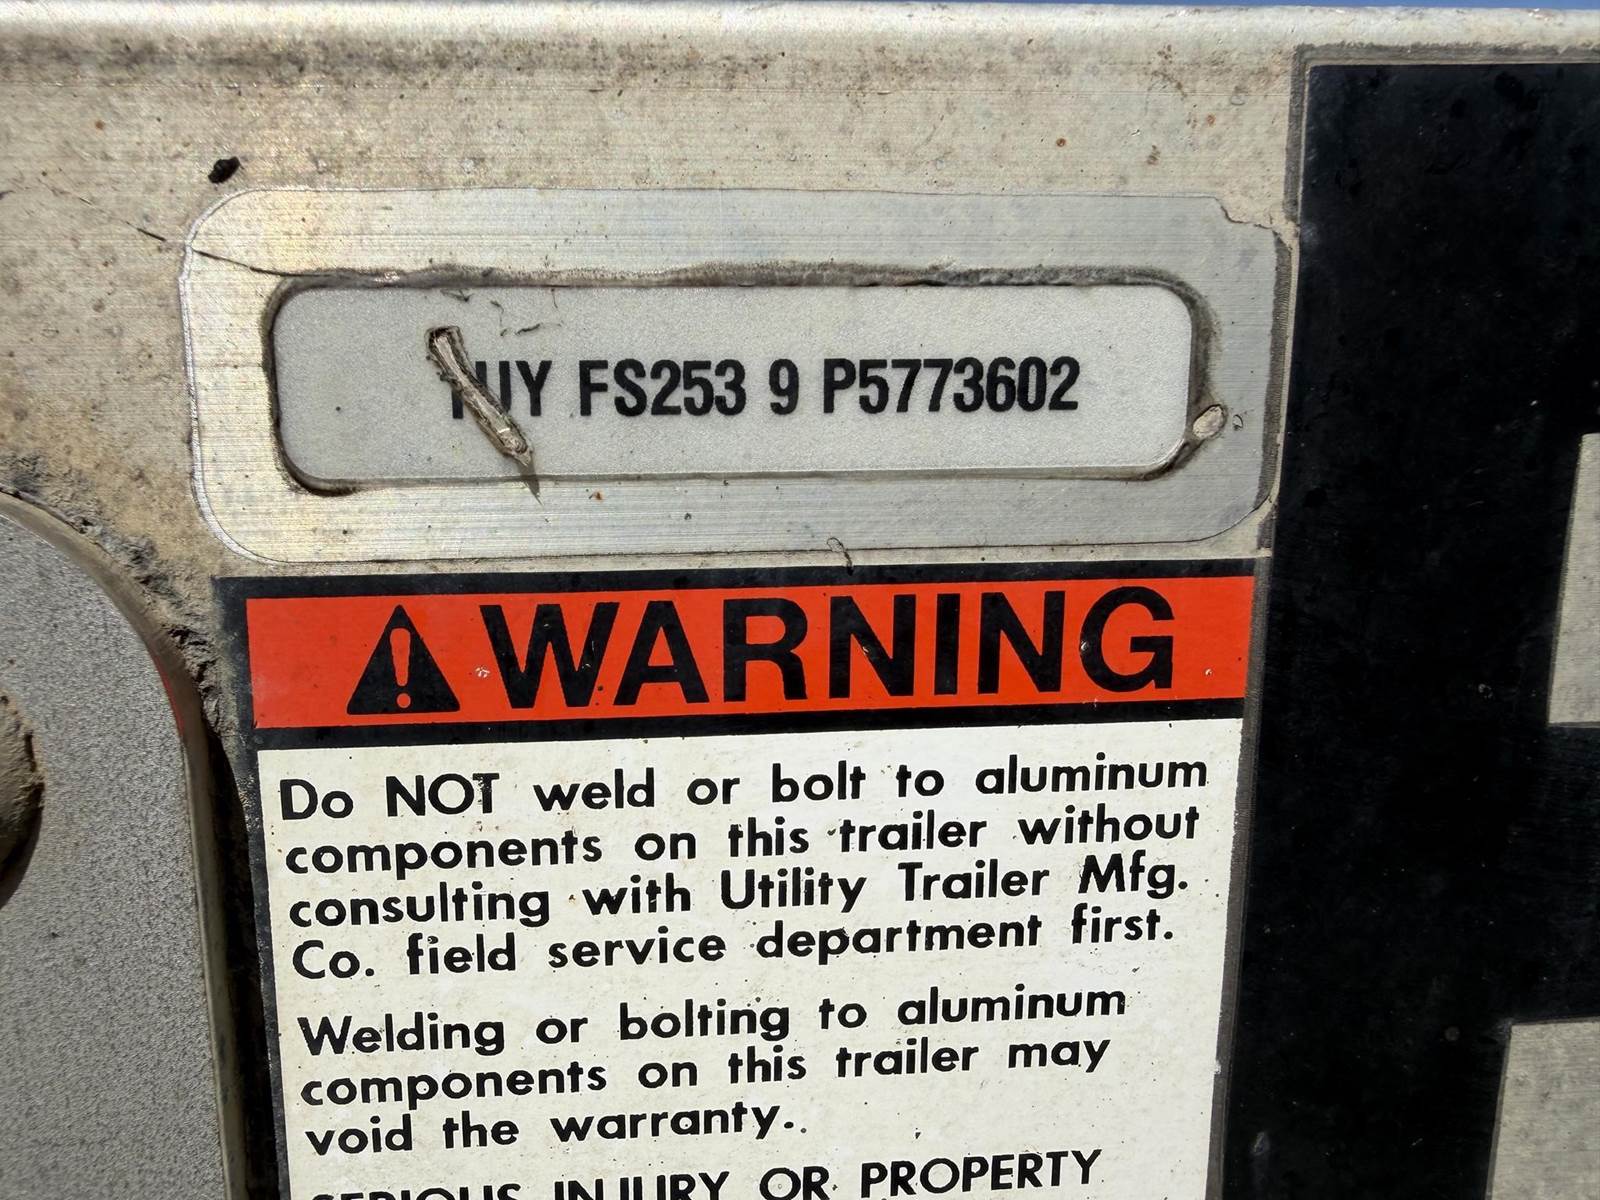 1UY FS253 9 P5773602
WARNING
Do NOT weld or bolt to aluminum
components on this trailer without
consulting with Utility Trailer Mfg.
Co. field service department first.
Welding or bolting to aluminum
components on this trailer may
void the warranty.
SERIOUS INJURY OR PROPERTY